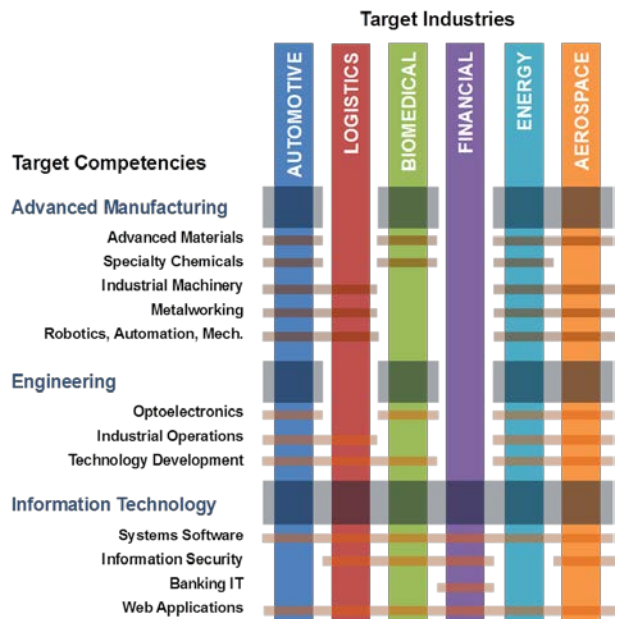 Target Industries
AUTOMOTIVE
LOGISTICS
BIOMEDICAL
FINANCIAL
ENERGY
AEROSPACE
Target Competencies
Advanced Manufacturing
Advanced Materials
Specialty Chemicals
Industrial Machinery
Metalworking
Robotics, Automation, Mech.
Engineering
Optoelectronics
Industrial Operations
Technology Development
Information Technology
Systems Software
Information Security
Banking IT
Web Applications